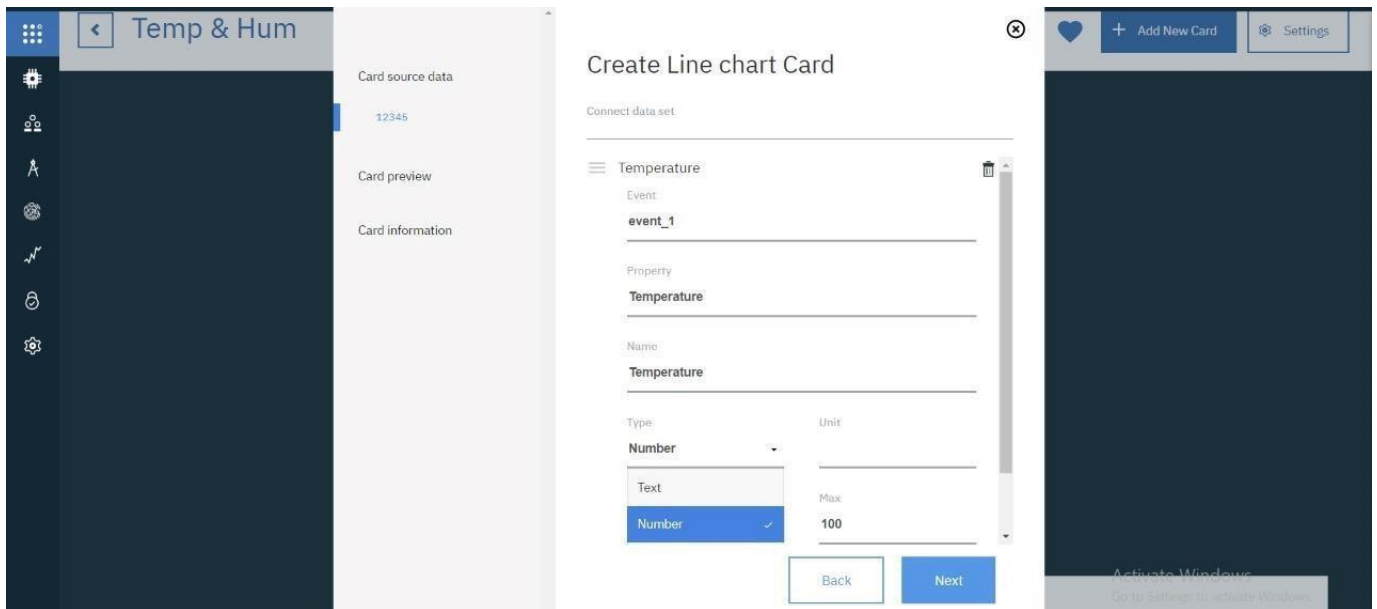 Temp & Hum
Add New Card
Settings
Card source data
12345
Card preview
Card information
Create Line chart Card
Connect data set
Temperature
Event
event_1
Property
Temperature
Name
Temperature
Type
Unit
Number
Text
Number
Max
100
Back
Next
Activate Windows
Go to Settings to activate Windows.